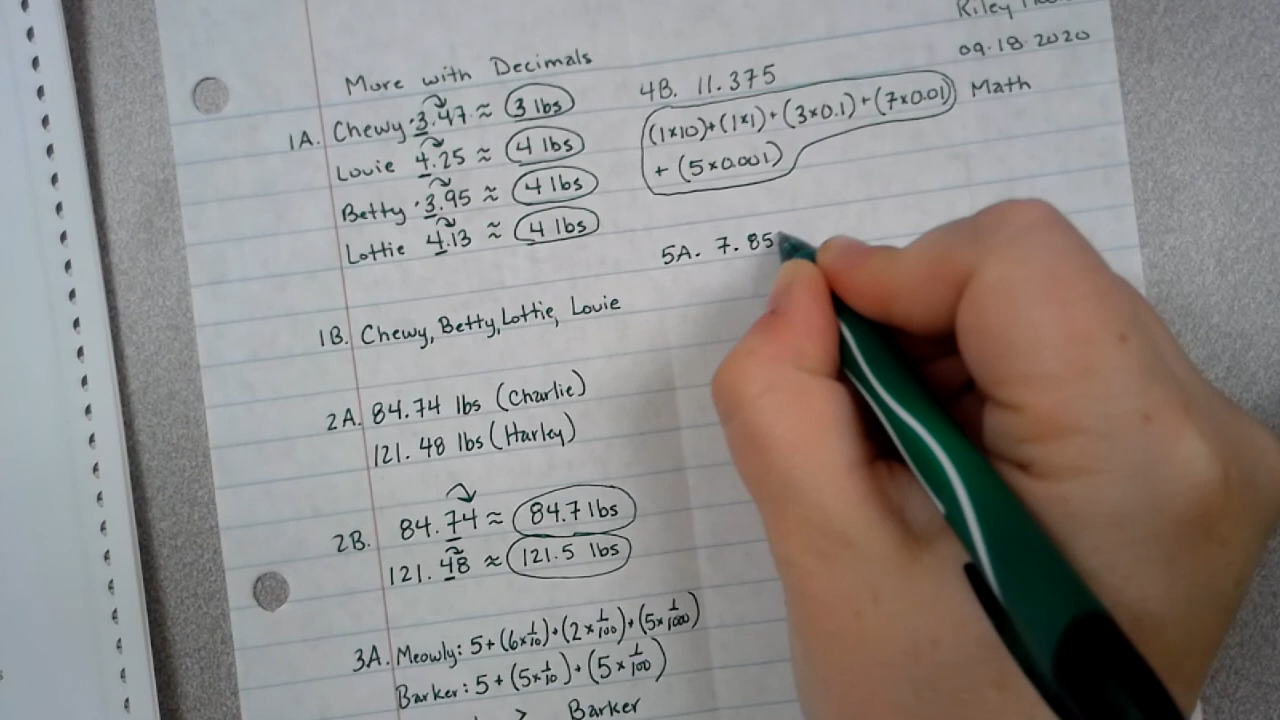 Riley
09.18.2020
Math
More with Decimals
1A. Chewy · 3.47 ≈ 3 lbs
Louie 4.25 ≈ 4 lbs
Betty · 3.95 ≈ 4 lbs
Lottie 4.13 ≈ 4 lbs
1B. Chewy, Betty, Lottie, Louie
2A. 84.74 lbs (Charlie)
121.48 lbs (Harley)
2B. 84.74 ≈ 84.7 lbs
121.48 ≈ 121.5 lbs
3A. Meowly: 5+(6×1/10)+(2×1/100)+(5×1/1000)
Barker: 5+(5×1/10)+(5×1/100)
> Barker
4B. 11.375
(1×10)+(1×1)+(3×0.1)+(7×0.01)
+(5×0.001)
5A. 7.85